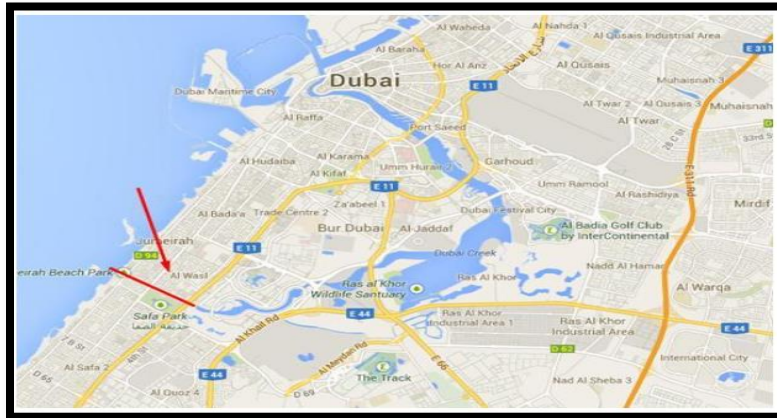 Al Waheda
Al Nahda 1
Al Qusais Industrial Area
Al Baraha
E 311
شارع الاتحاد
Hor Al Anz
Al Qusais
Dubai
Muhaisnah 3
Dubai Maritime City
E 11
Al Twar 2
Al Qusais 3
Muhaisnah
Al Raffa
Al Twar
Port Saeed
Al Karama
Al Hudaiba
Umm Hurair 2
Garhoud
Al Kifaf
E 11
Umm Ramool
E 311 Rd
Al Rashidiya
Za'abeel 1
Mirdif
Al Bada'a
Trade Centre 2
Dubai Festival City
Bur Dubai
Al Jaddaf
Al Badia Golf Club
by InterContinental
Jumeirah
E 11
D 94
Dubai Creek
Nadd Al Hamar
eirah Beach Park
Al Wasl
Ras Al Khor
Ras al Khor
Wildlife Santuary
Al Warqa
Safa Park
حديقة الصفا
E 44
Ras Al Khor
Industrial Area 1
Ras Al Khor
Industrial Area
E 44
Al Khail Rd
D 62
International City
Al Meydan Rd
E 66
Al Safa 2
4th St
E 44
The Track
Nad Al Sheba 3
D 65
Al Quoz 4
D 69